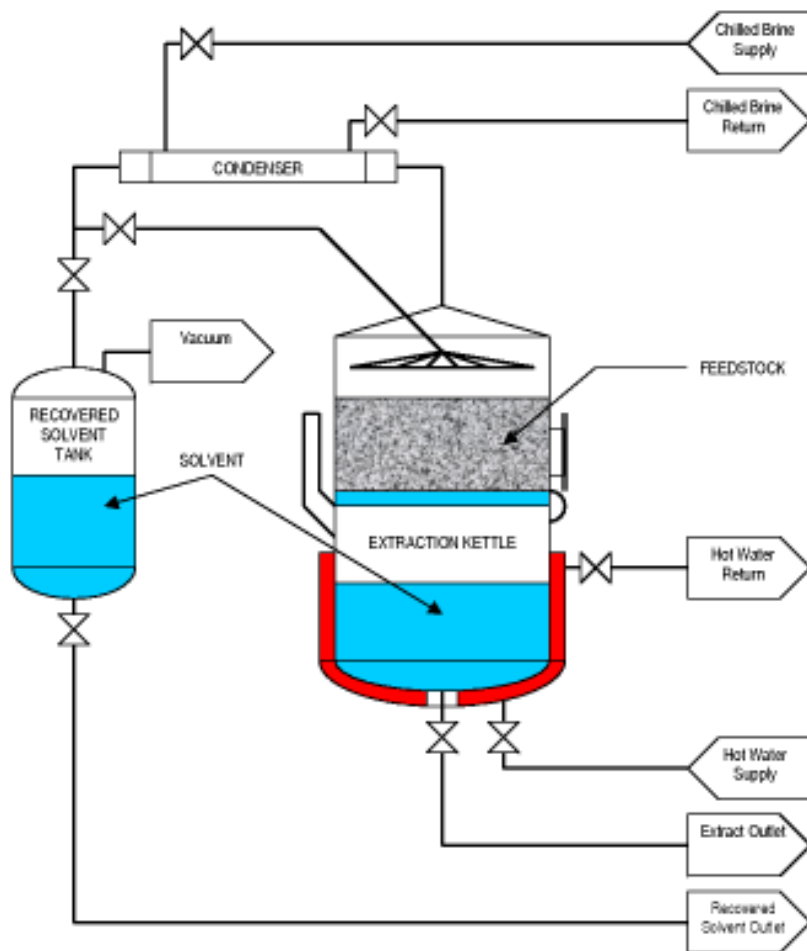 Chilled Brine
Supply
Chilled Brine
Return
CONDENSER
Vacuum
FEEDSTOCK
RECOVERED
SOLVENT
TANK
SOLVENT
EXTRACTION KETTLE
Hot Water
Return
Hot Water
Supply
Extract Outlet
Recovered
Solvent Outlet